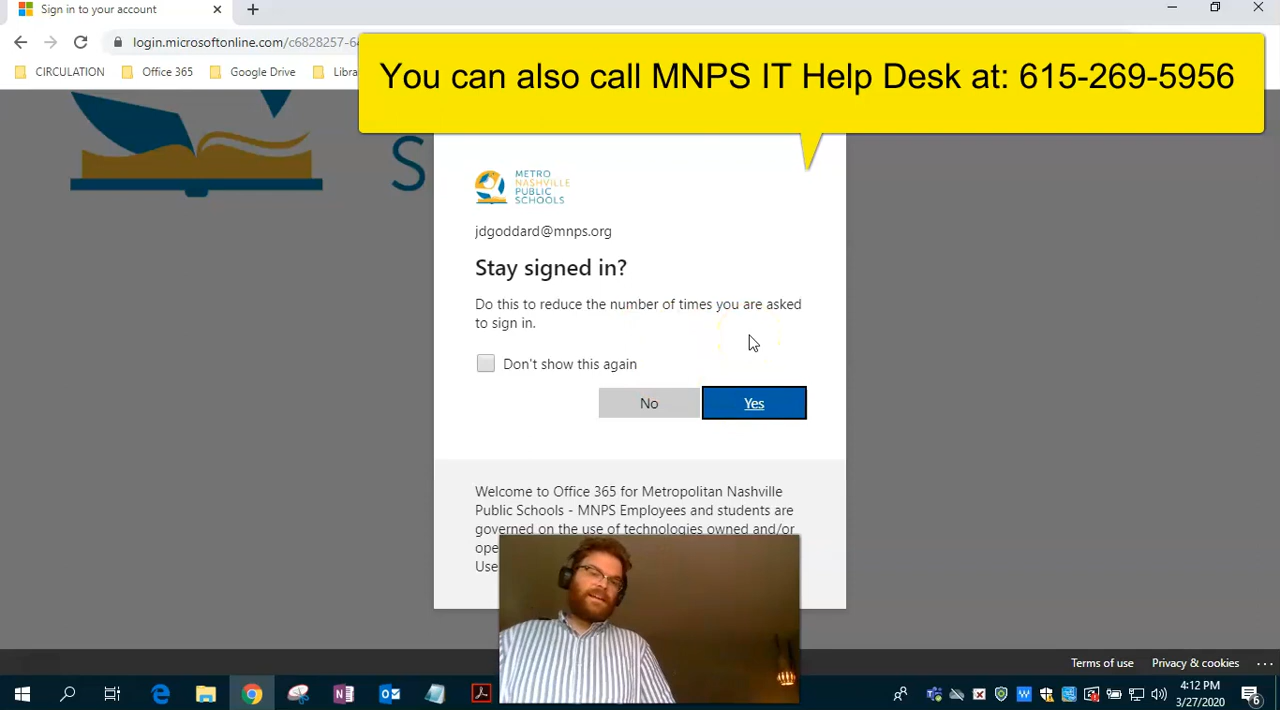 Sign in to your account
login.microsoftonline.com/c6828257-6
CIRCULATION
Office 365
Google Drive
You can also call MNPS IT Help Desk at: 615-269-5956
S
METRO
NASHVILLE
PUBLIC
SCHOOLS
jdgoddard@mnps.org
Stay signed in?
Do this to reduce the number of times you are asked
to sign in.
Don't show this again
No
Yes
Welcome to Office 365 for Metropolitan Nashville
Public Schools - MNPS Employees and students are
governed on the use of technologies owned and/or
ope
Use
Terms of use
Privacy & cookies
4:12 PM
3/27/2020
6